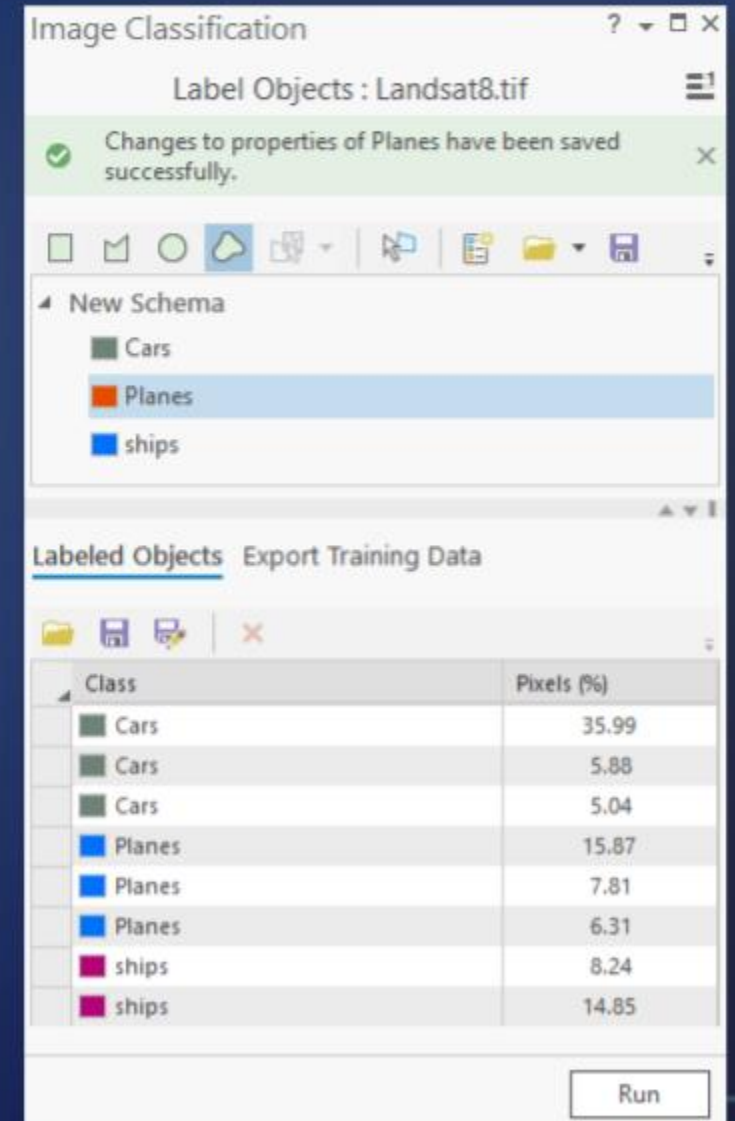 Image Classification ?
Label Objects : Landsat8.tif
Changes to properties of Planes have been saved
successfully.
New Schema
Cars
Planes
ships
Labeled Objects Export Training Data
Class Pixels (%)
Cars 35.99
Cars 5.88
Cars 5.04
Planes 15.87
Planes 7.81
Planes 6.31
ships 8.24
ships 14.85
Run